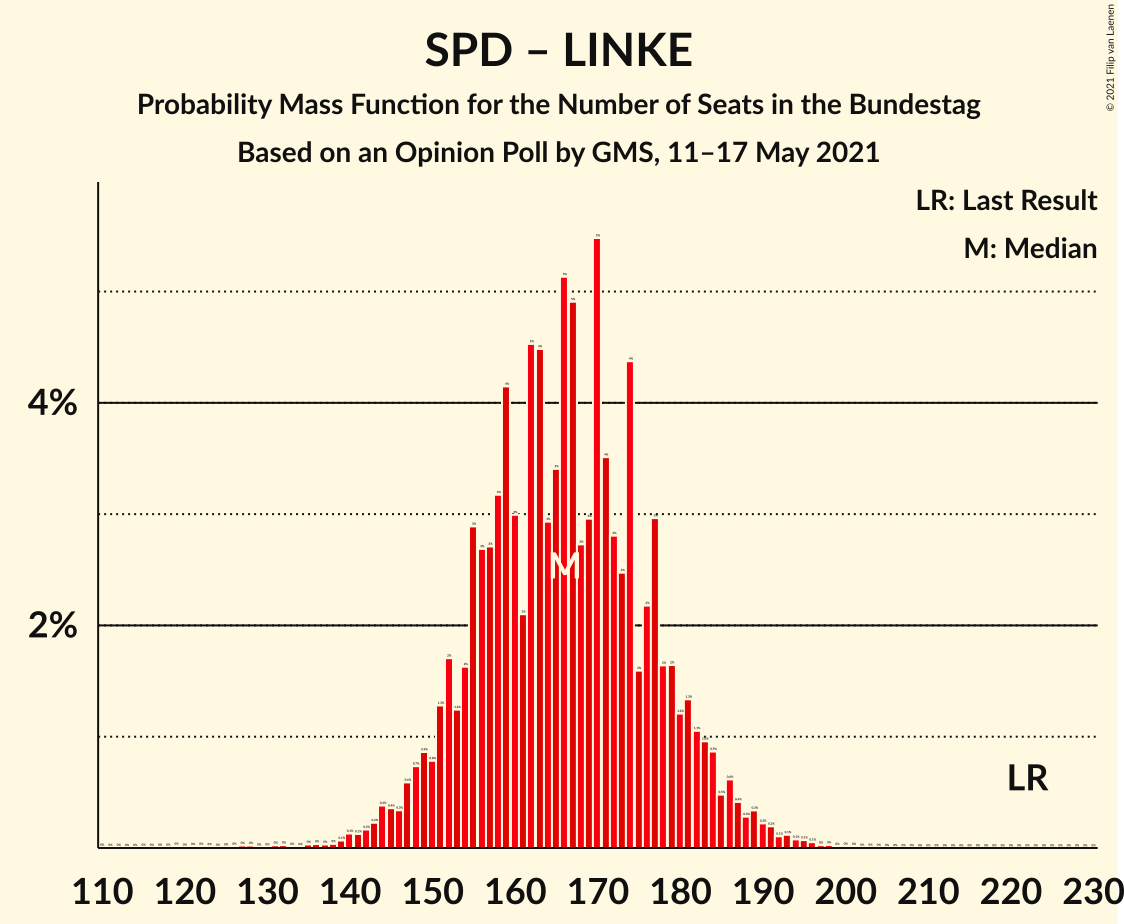 SPD – LINKE
Probability Mass Function for the Number of Seats in the Bundestag
Based on an Opinion Poll by GMS, 11–17 May 2021
© 2021 Filip van Laenen
LR: Last Result
M: Median
4%
2%
M
LR
110 120 130 140 150 160 170 180 190 200 210 220 230